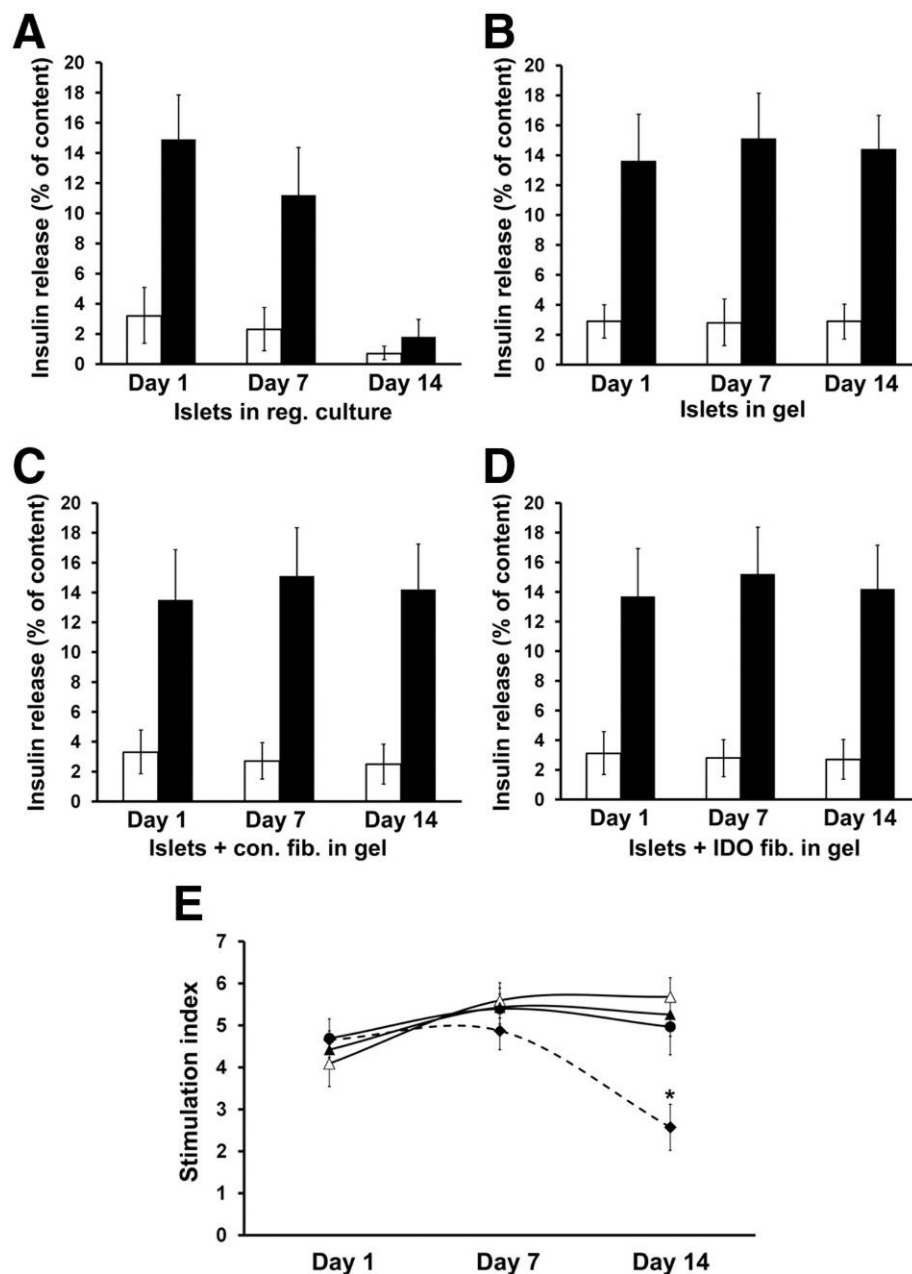 A
Insulin release (% of content)
20
18
16
14
12
10
8
6
4
2
0
Day 1 Day 7 Day 14
Islets in reg. culture
B
Insulin release (% of content)
20
18
16
14
12
10
8
6
4
2
0
Day 1 Day 7 Day 14
Islets in gel
C
Insulin release (% of content)
20
18
16
14
12
10
8
6
4
2
0
Day 1 Day 7 Day 14
Islets + con. fib. in gel
D
Insulin release (% of content)
20
18
16
14
12
10
8
6
4
2
0
Day 1 Day 7 Day 14
Islets + IDO fib. in gel
E
Stimulation index
7
6
5
4
3
2
1
0
*
Day 1 Day 7 Day 14